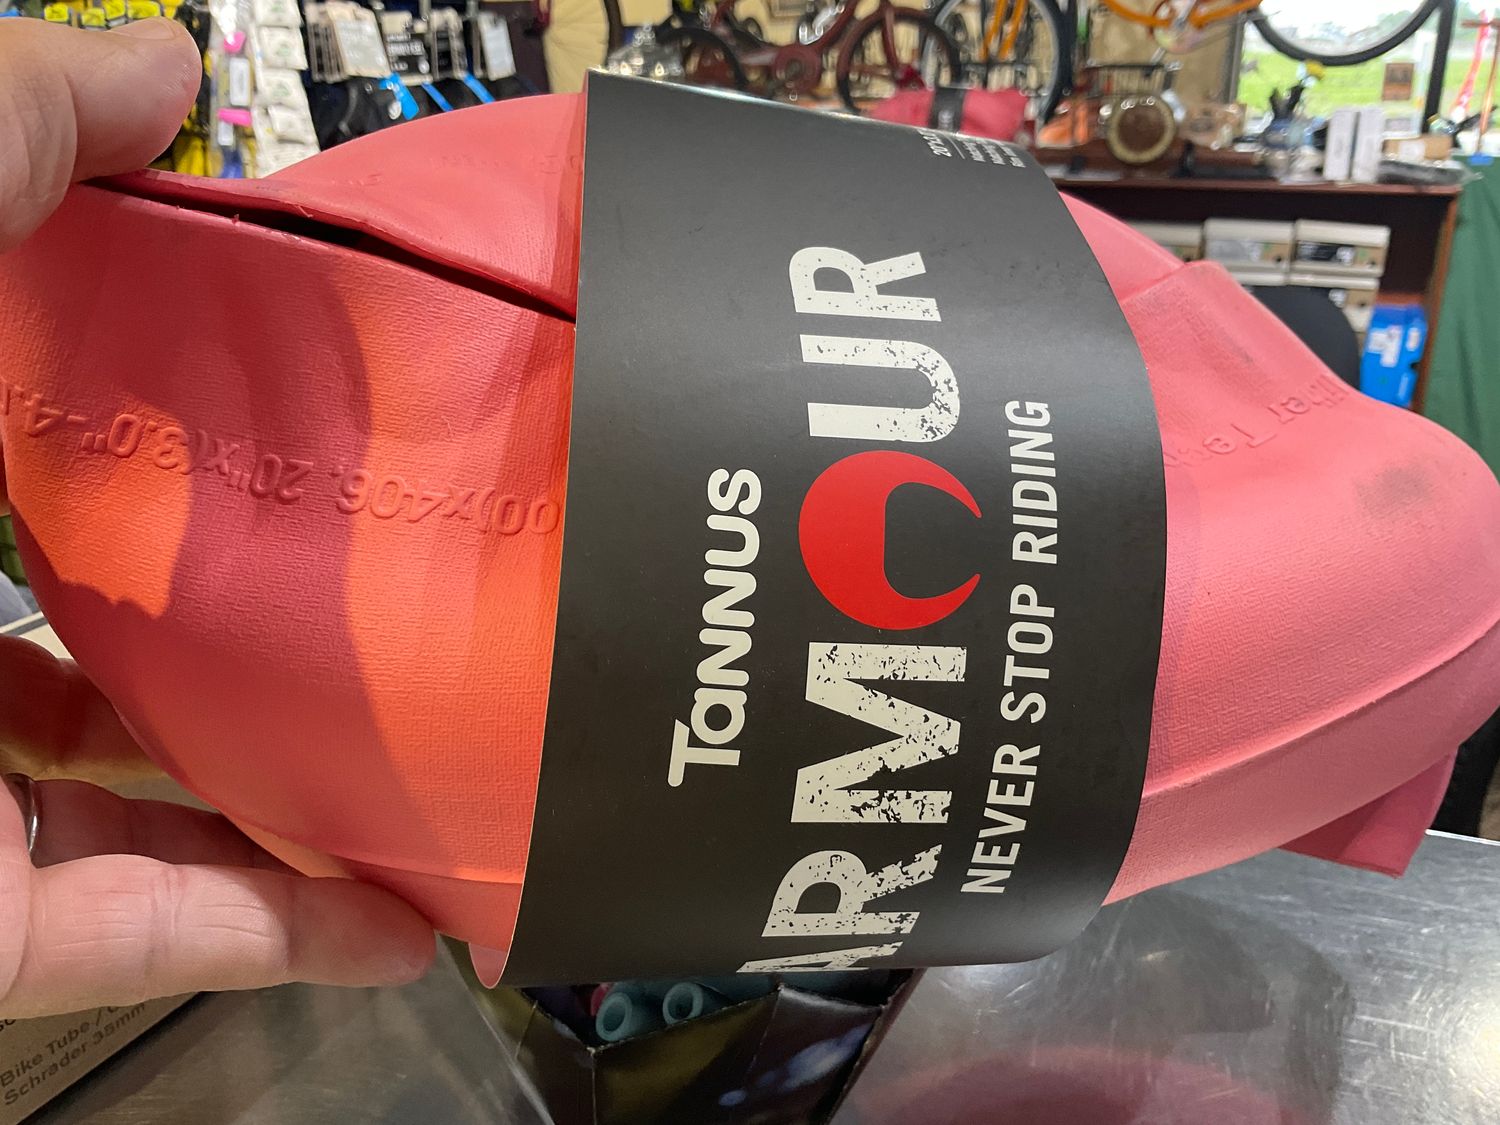 TANNUS
ARMOUR
NEVER STOP RIDING
00)x406, 20"x(3.0"-4.
Bike Tube /
Schrader 35mm